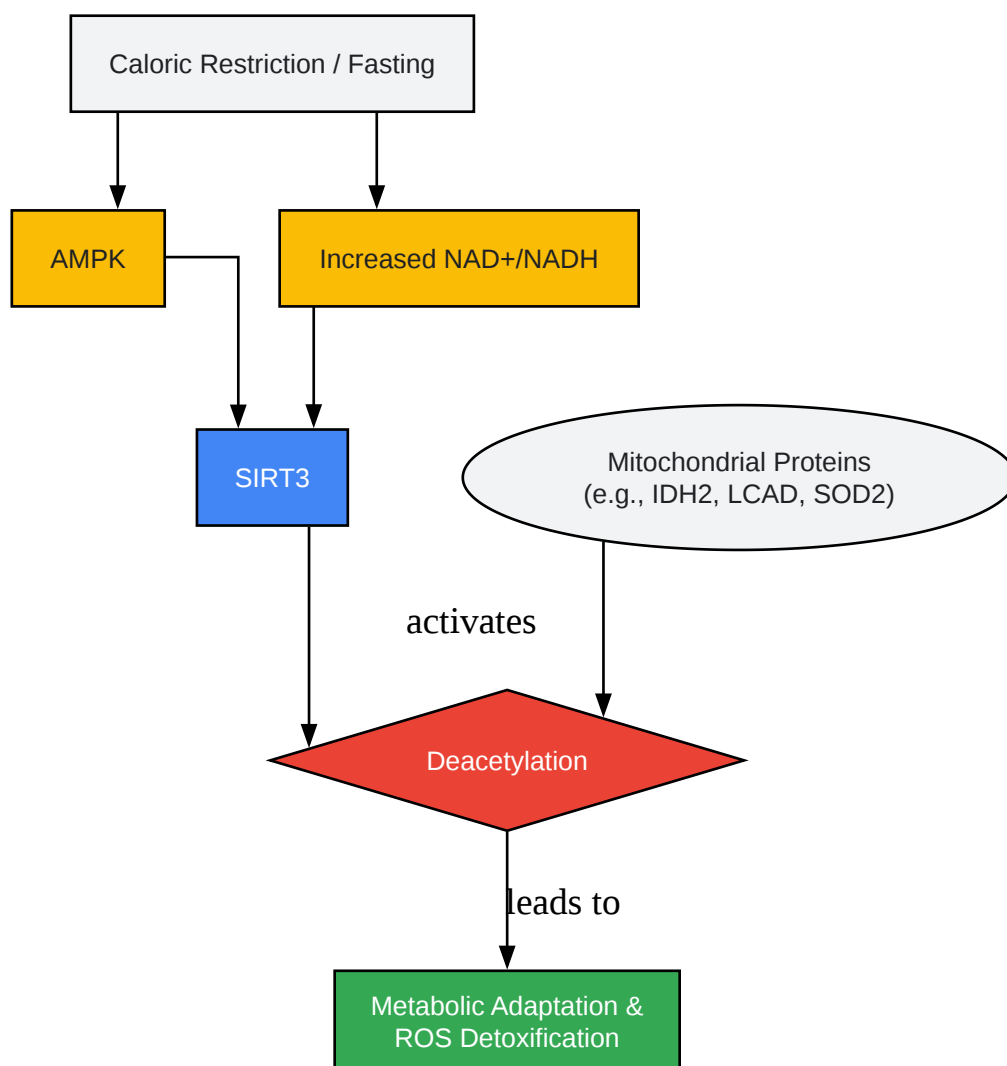 Caloric Restriction / Fasting
AMPK
Increased NAD+/NADH
SIRT3
Mitochondrial Proteins
(e.g., IDH2, LCAD, SOD2)
activates
Deacetylation
leads to
Metabolic Adaptation &
ROS Detoxification